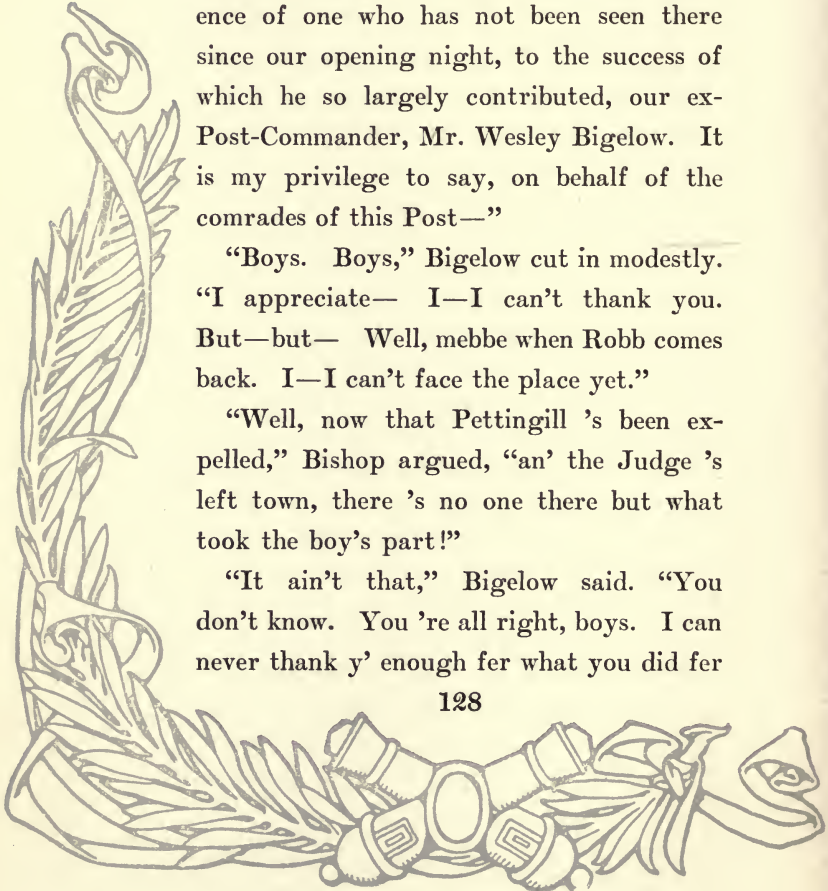 ence of one who has not been seen there
since our opening night, to the success of
which he so largely contributed, our ex-
Post-Commander, Mr. Wesley Bigelow. It
is my privilege to say, on behalf of the
comrades of this Post—”
“Boys. Boys,” Bigelow cut in modestly.
“I appreciate— I—I can't thank you.
But—but— Well, mebbe when Robb comes
back. I—I can't face the place yet.”
“Well, now that Pettingill 's been ex-
pelled,” Bishop argued, “an' the Judge 's
left town, there 's no one there but what
took the boy's part!”
“It ain't that,” Bigelow said. “You
don't know. You 're all right, boys. I can
never thank y' enough fer what you did fer
128